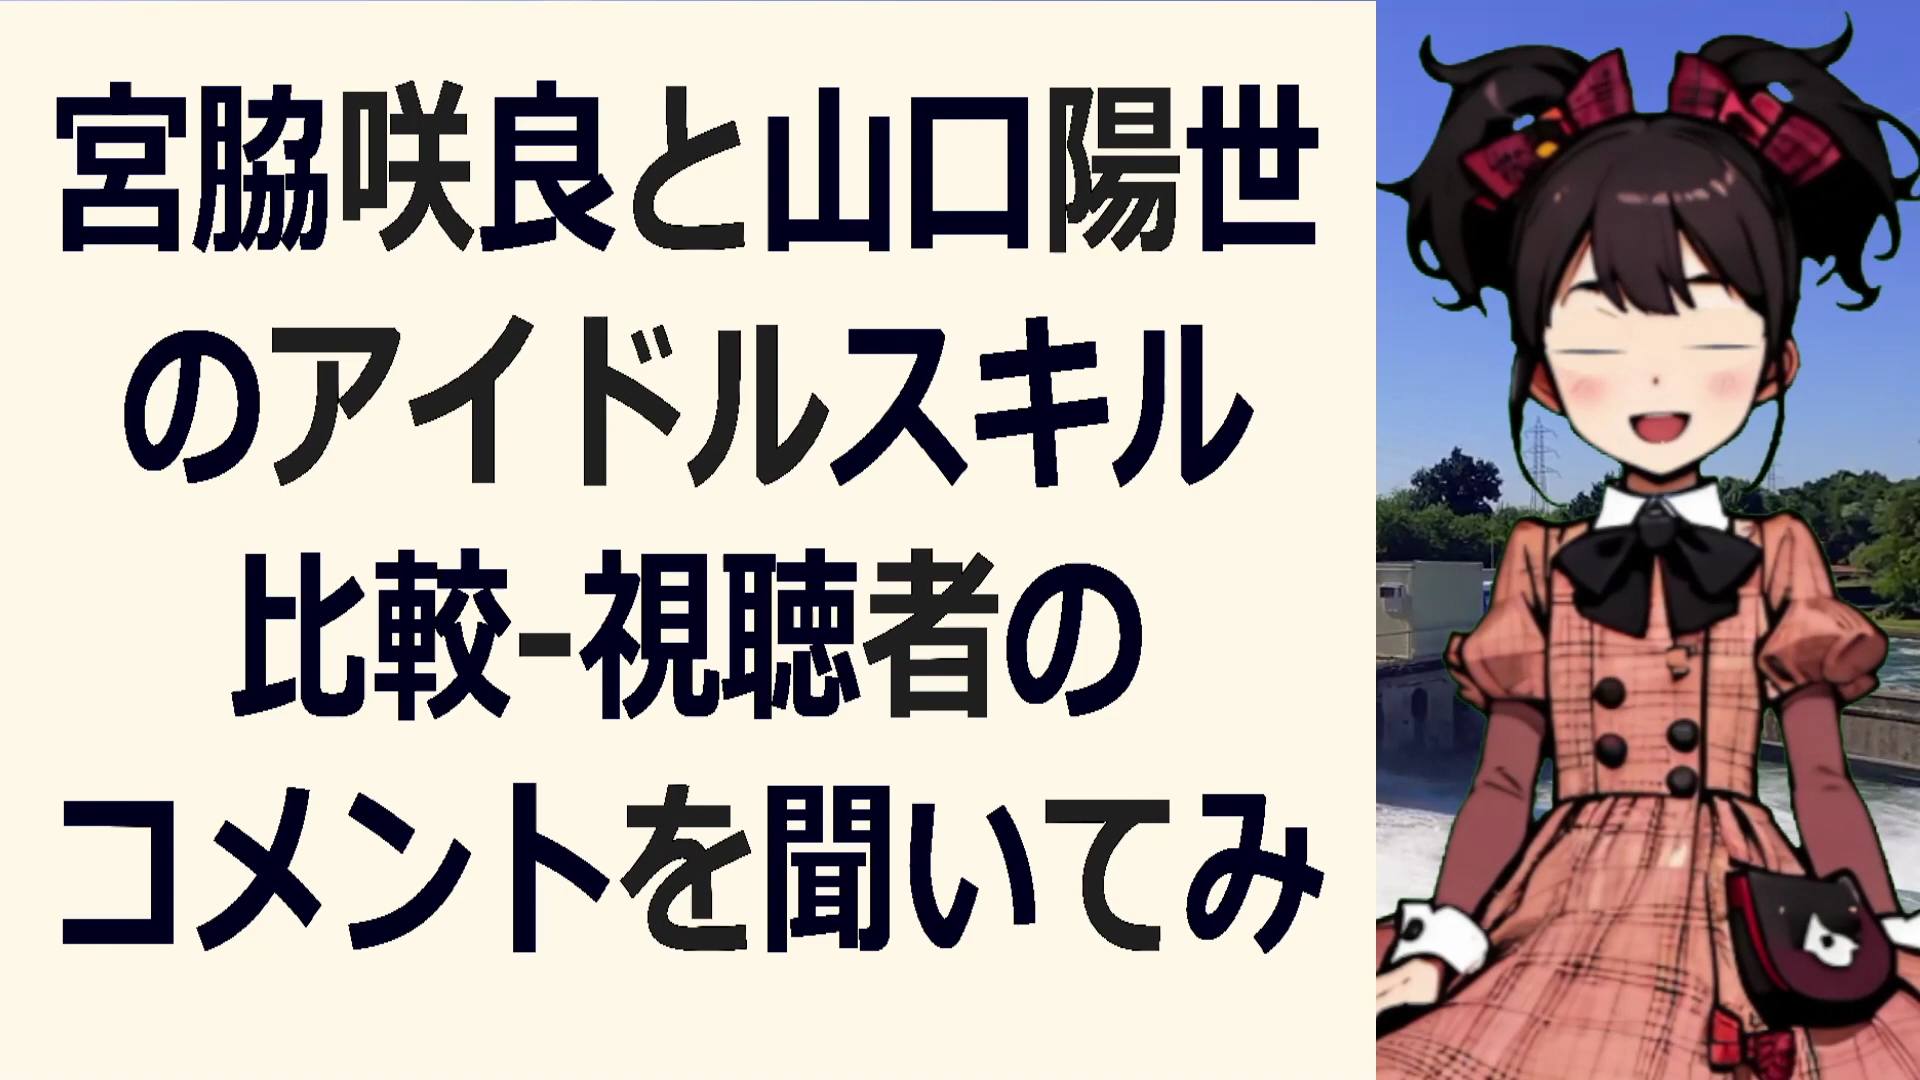 宮脇咲良と山口陽世
のアイドルスキル
比較-視聴者の
コメントを聞いてみ